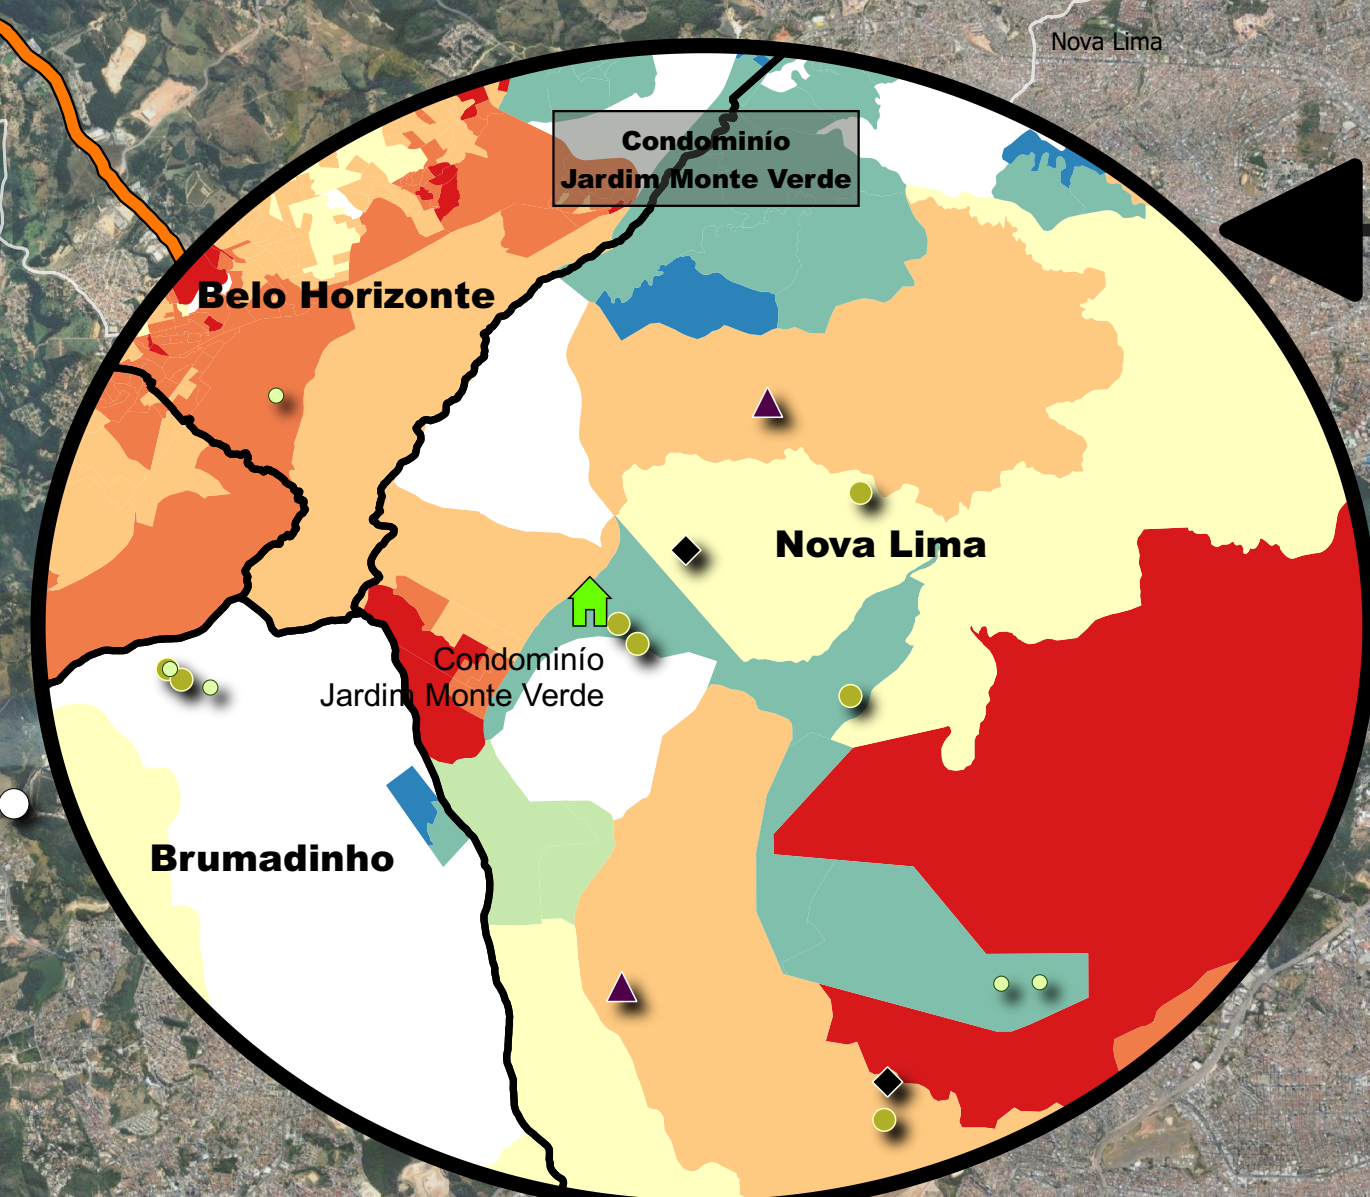 Nova Lima
Condominío
Jardim Monte Verde
Belo Horizonte
Nova Lima
Condominío
Jardim Monte Verde
Brumadinho